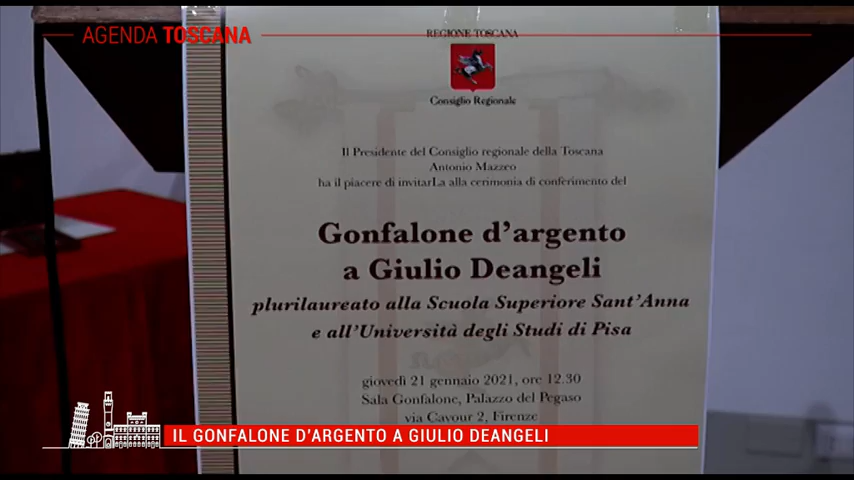 AGENDA TOSCANA
REGIONE TOSCANA
Consiglio Regionale
Il Presidente del Consiglio regionale della Toscana
Antonio Mazzeo
ha il piacere di invitarLa alla cerimonia di conferimento del
Gonfalone d'argento
a Giulio Deangeli
plurilaureato alla Scuola Superiore Sant'Anna
e all'Università degli Studi di Pisa
giovedì 21 gennaio 2021, ore 12.30
Sala Gonfalone, Palazzo del Pegaso
via Cavour 2, Firenze
IL GONFALONE D'ARGENTO A GIULIO DEANGELI